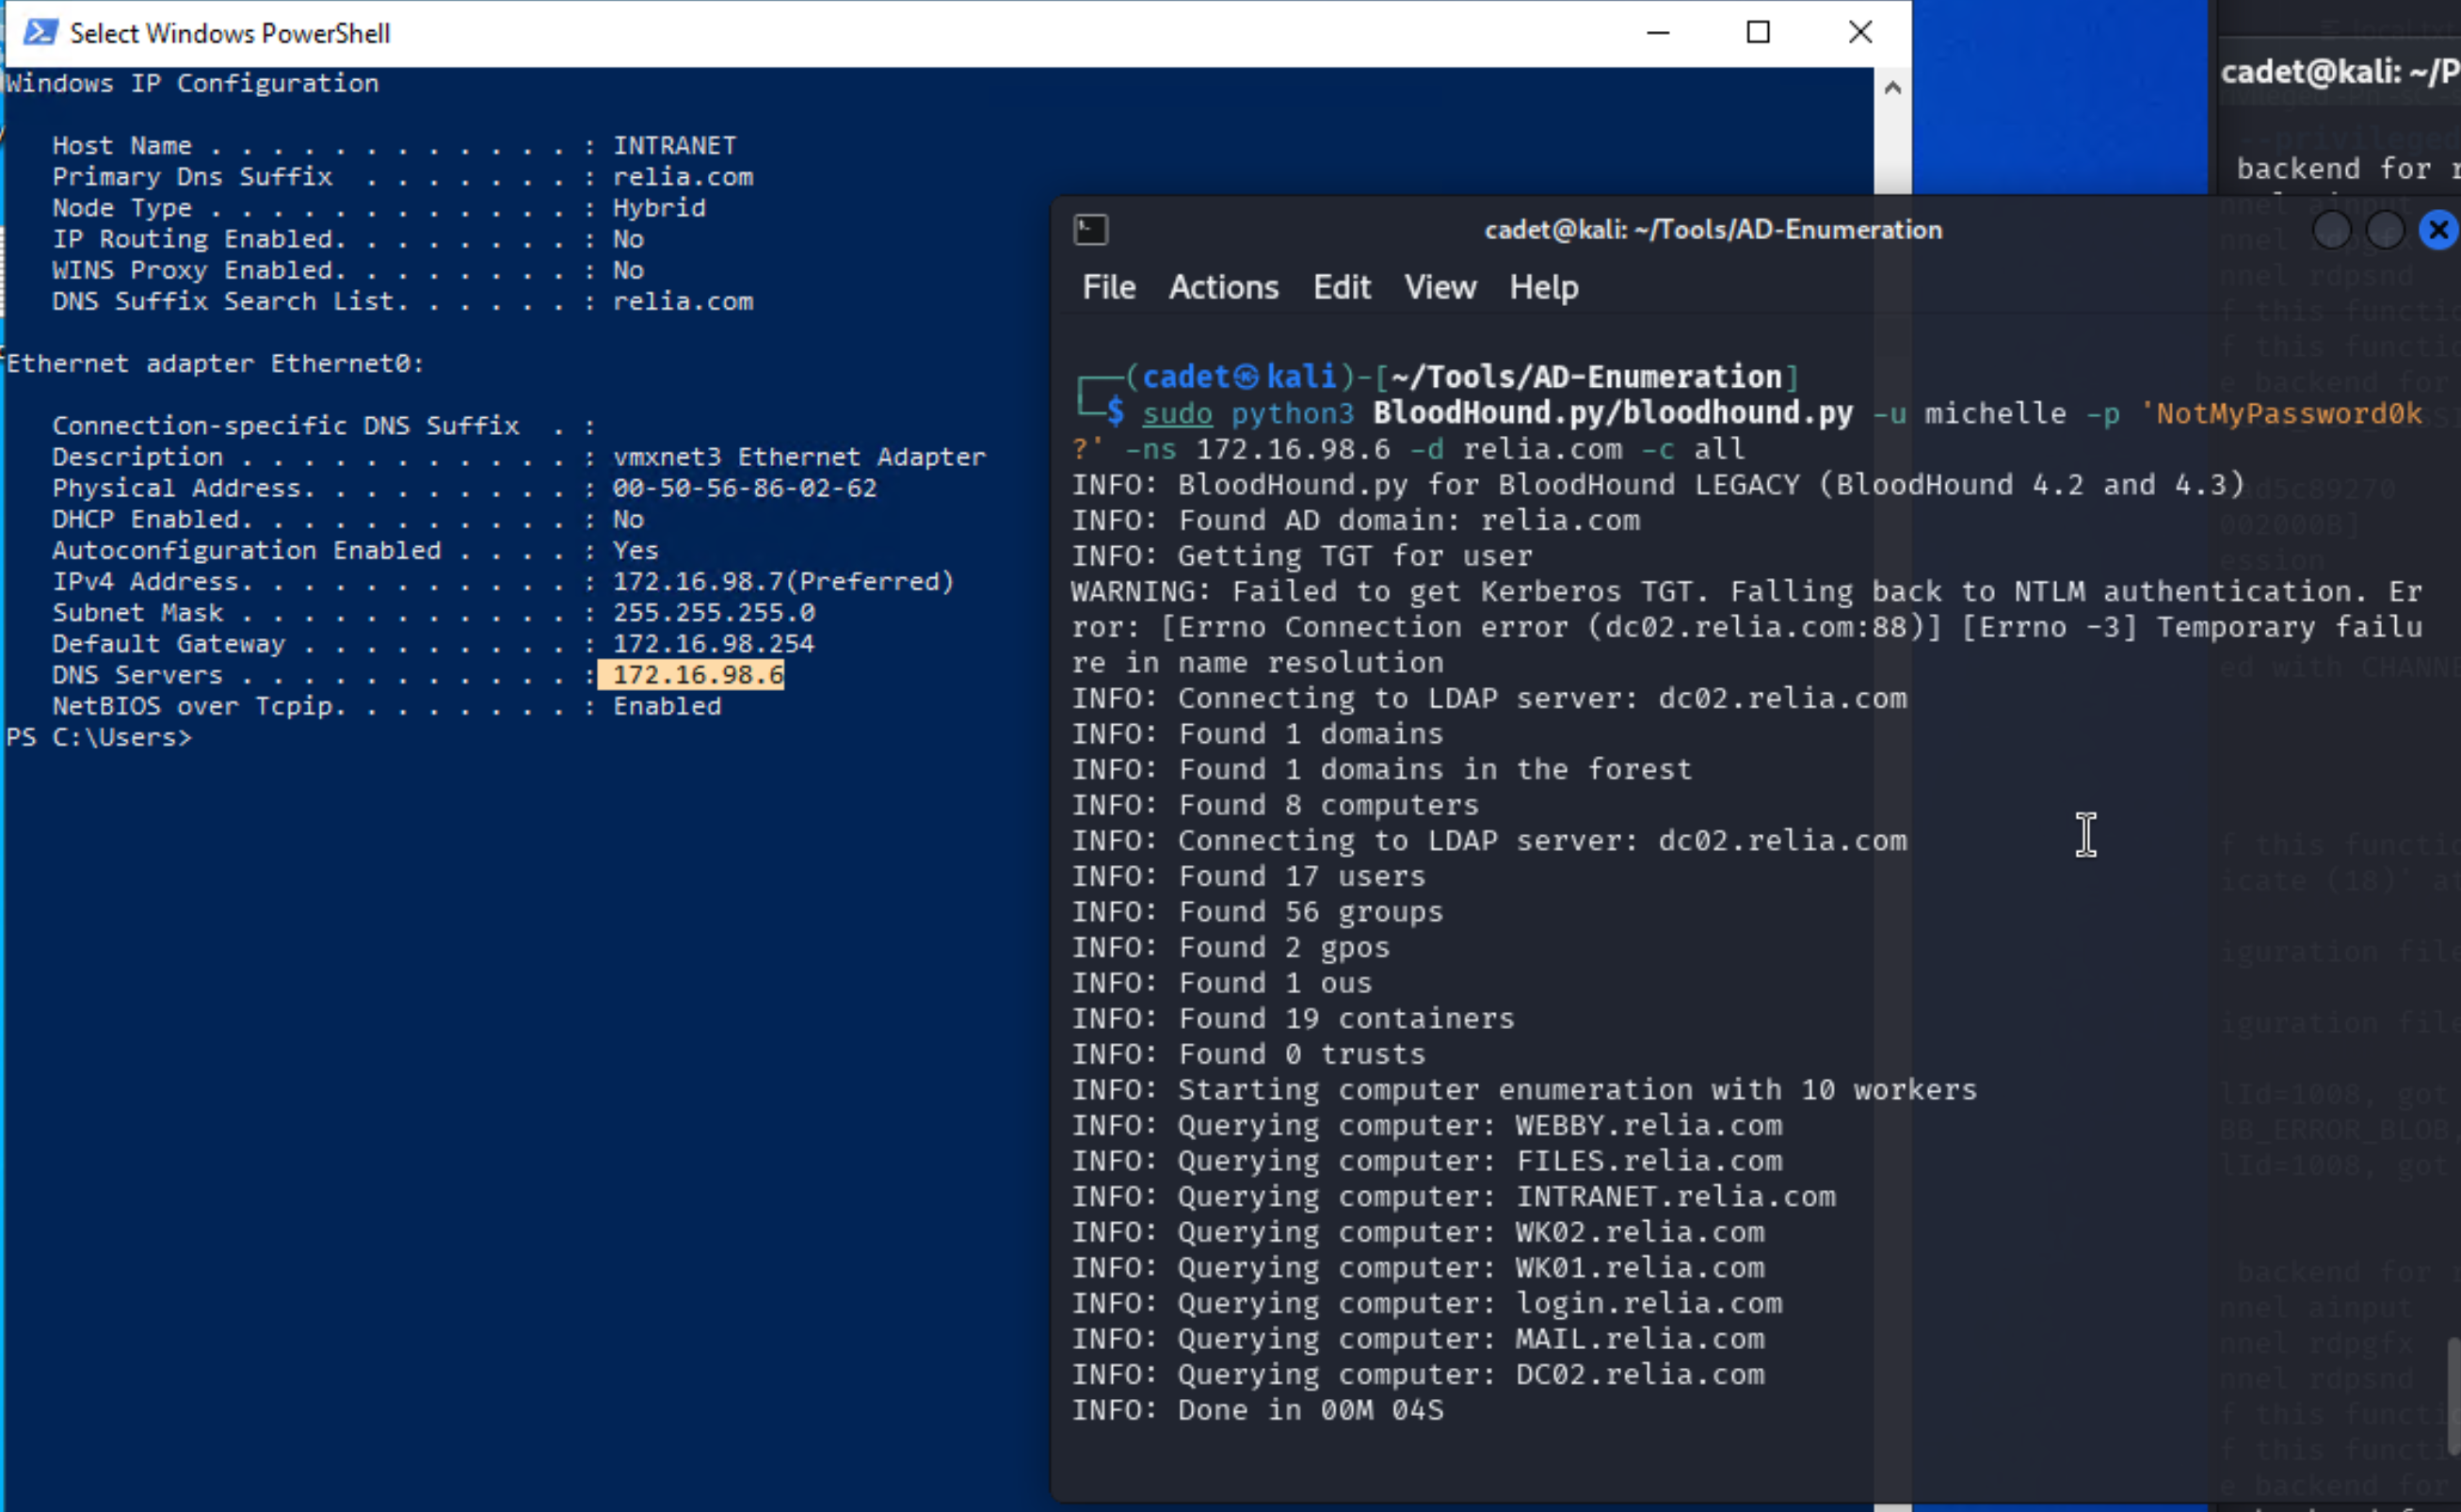 Select Windows PowerShell
Windows IP Configuration
Host Name . . . . . . . . . . . . : INTRANET
Primary Dns Suffix  . . . . . . . : relia.com
Node Type . . . . . . . . . . . . : Hybrid
IP Routing Enabled. . . . . . . . : No
WINS Proxy Enabled. . . . . . . . : No
DNS Suffix Search List. . . . . . : relia.com
Ethernet adapter Ethernet0:
Connection-specific DNS Suffix  . :
Description . . . . . . . . . . . : vmxnet3 Ethernet Adapter
Physical Address. . . . . . . . . : 00-50-56-86-02-62
DHCP Enabled. . . . . . . . . . . : No
Autoconfiguration Enabled . . . . : Yes
IPv4 Address. . . . . . . . . . . : 172.16.98.7(Preferred)
Subnet Mask . . . . . . . . . . . : 255.255.255.0
Default Gateway . . . . . . . . . : 172.16.98.254
DNS Servers . . . . . . . . . . . : 172.16.98.6
NetBIOS over Tcpip. . . . . . . . : Enabled
PS C:\Users>
cadet@kali: ~/P
--privileged
backend for r
cadet@kali: ~/Tools/AD-Enumeration
File Actions Edit View Help
┌──(cadet㉿kali)-[~/Tools/AD-Enumeration]
└─$ sudo python3 BloodHound.py/bloodhound.py -u michelle -p 'NotMyPassword0k
?' -ns 172.16.98.6 -d relia.com -c all
INFO: BloodHound.py for BloodHound LEGACY (BloodHound 4.2 and 4.3)
INFO: Found AD domain: relia.com
INFO: Getting TGT for user
WARNING: Failed to get Kerberos TGT. Falling back to NTLM authentication. Er
ror: [Errno Connection error (dc02.relia.com:88)] [Errno -3] Temporary failu
re in name resolution
INFO: Connecting to LDAP server: dc02.relia.com
INFO: Found 1 domains
INFO: Found 1 domains in the forest
INFO: Found 8 computers
INFO: Connecting to LDAP server: dc02.relia.com
INFO: Found 17 users
INFO: Found 56 groups
INFO: Found 2 gpos
INFO: Found 1 ous
INFO: Found 19 containers
INFO: Found 0 trusts
INFO: Starting computer enumeration with 10 workers
INFO: Querying computer: WEBBY.relia.com
INFO: Querying computer: FILES.relia.com
INFO: Querying computer: INTRANET.relia.com
INFO: Querying computer: WK02.relia.com
INFO: Querying computer: WK01.relia.com
INFO: Querying computer: login.relia.com
INFO: Querying computer: MAIL.relia.com
INFO: Querying computer: DC02.relia.com
INFO: Done in 00M 04S